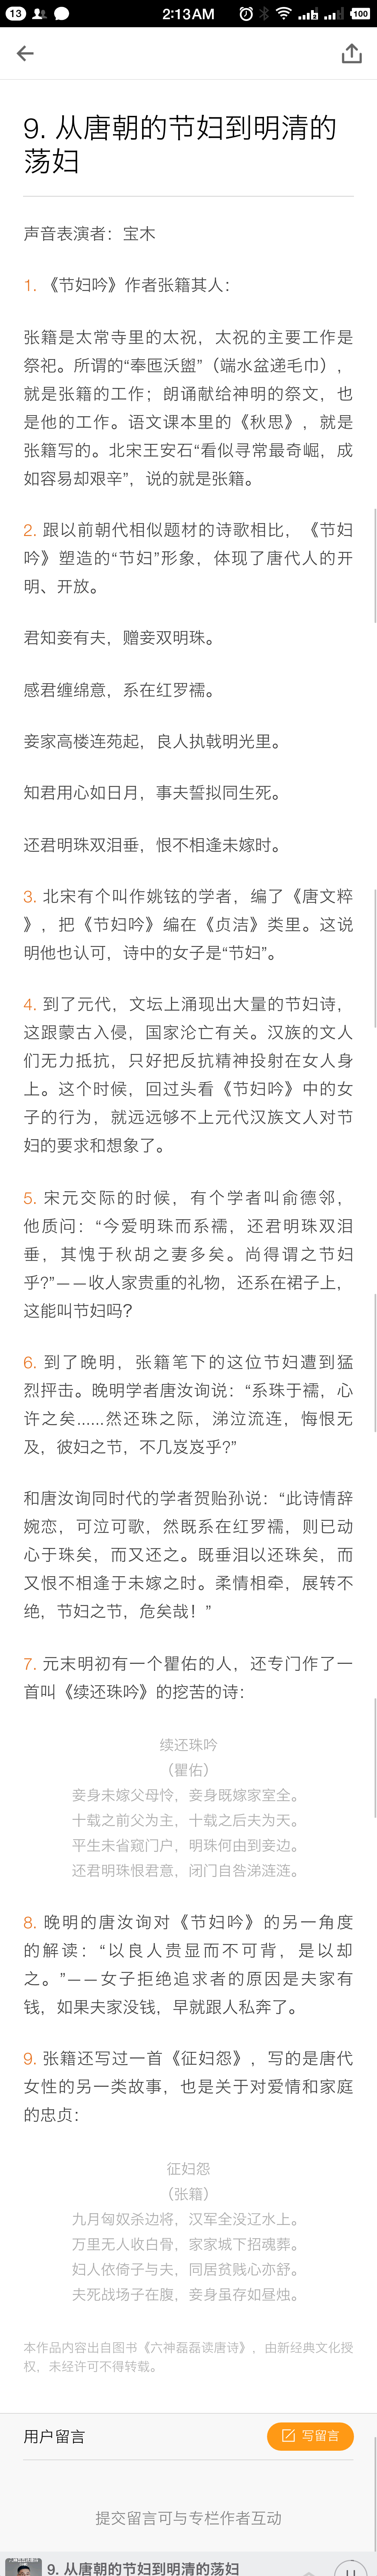 13
2:13AM
100
9. 从唐朝的节妇到明清的
荡妇
声音表演者：宝木
1. 《节妇吟》作者张籍其人：
张籍是太常寺里的太祝，太祝的主要工作是
祭祀。所谓的“奉匜沃盥”（端水盆递毛巾），
就是张籍的工作；朗诵献给神明的祭文，也
是他的工作。语文课本里的《秋思》，就是
张籍写的。北宋王安石“看似寻常最奇崛，成
如容易却艰辛”，说的就是张籍。
2. 跟以前朝代相似题材的诗歌相比，《节妇
吟》塑造的“节妇”形象，体现了唐代人的开
明、开放。
君知妾有夫，赠妾双明珠。
感君缠绵意，系在红罗襦。
妾家高楼连苑起，良人执戟明光里。
知君用心如日月，事夫誓拟同生死。
还君明珠双泪垂，恨不相逢未嫁时。
3. 北宋有个叫作姚铉的学者，编了《唐文粹
》，把《节妇吟》编在《贞洁》类里。这说
明他也认可，诗中的女子是“节妇”。
4. 到了元代，文坛上涌现出大量的节妇诗，
这跟蒙古入侵，国家沦亡有关。汉族的文人
们无力抵抗，只好把反抗精神投射在女人身
上。这个时候，回过头看《节妇吟》中的女
子的行为，就远远够不上元代汉族文人对节
妇的要求和想象了。
5. 宋元交际的时候，有个学者叫俞德邻，
他质问：“今爱明珠而系襦，还君明珠双泪
垂，其愧于秋胡之妻多矣。尚得谓之节妇
乎?”——收人家贵重的礼物，还系在裙子上，
这能叫节妇吗？
6. 到了晚明，张籍笔下的这位节妇遭到猛
烈抨击。晚明学者唐汝询说：“系珠于襦，心
许之矣......然还珠之际，涕泣流连，悔恨无
及，彼妇之节，不几岌岌乎?”
和唐汝询同时代的学者贺贻孙说：“此诗情辞
婉恋，可泣可歌，然既系在红罗襦，则已动
心于珠矣，而又还之。既垂泪以还珠矣，而
又恨不相逢于未嫁之时。柔情相牵，展转不
绝，节妇之节，危矣哉！”
7. 元末明初有一个瞿佑的人，还专门作了一
首叫《续还珠吟》的挖苦的诗：
续还珠吟
（瞿佑）
妾身未嫁父母怜，妾身既嫁家室全。
十载之前父为主，十载之后夫为天。
平生未省窥门户，明珠何由到妾边。
还君明珠恨君意，闭门自咎涕涟涟。
8. 晚明的唐汝询对《节妇吟》的另一角度
的解读：“以良人贵显而不可背，是以却
之。”——女子拒绝追求者的原因是夫家有
钱，如果夫家没钱，早就跟人私奔了。
9. 张籍还写过一首《征妇怨》，写的是唐代
女性的另一类故事，也是关于对爱情和家庭
的忠贞：
征妇怨
（张籍）
九月匈奴杀边将，汉军全没辽水上。
万里无人收白骨，家家城下招魂葬。
妇人依倚子与夫，同居贫贱心亦舒。
夫死战场子在腹，妾身虽存如昼烛。
本作品内容出自图书《六神磊磊读唐诗》，由新经典文化授
权，未经许可不得转载。
用户留言
写留言
提交留言可与专栏作者互动
9. 从唐朝的节妇到明清的荡妇